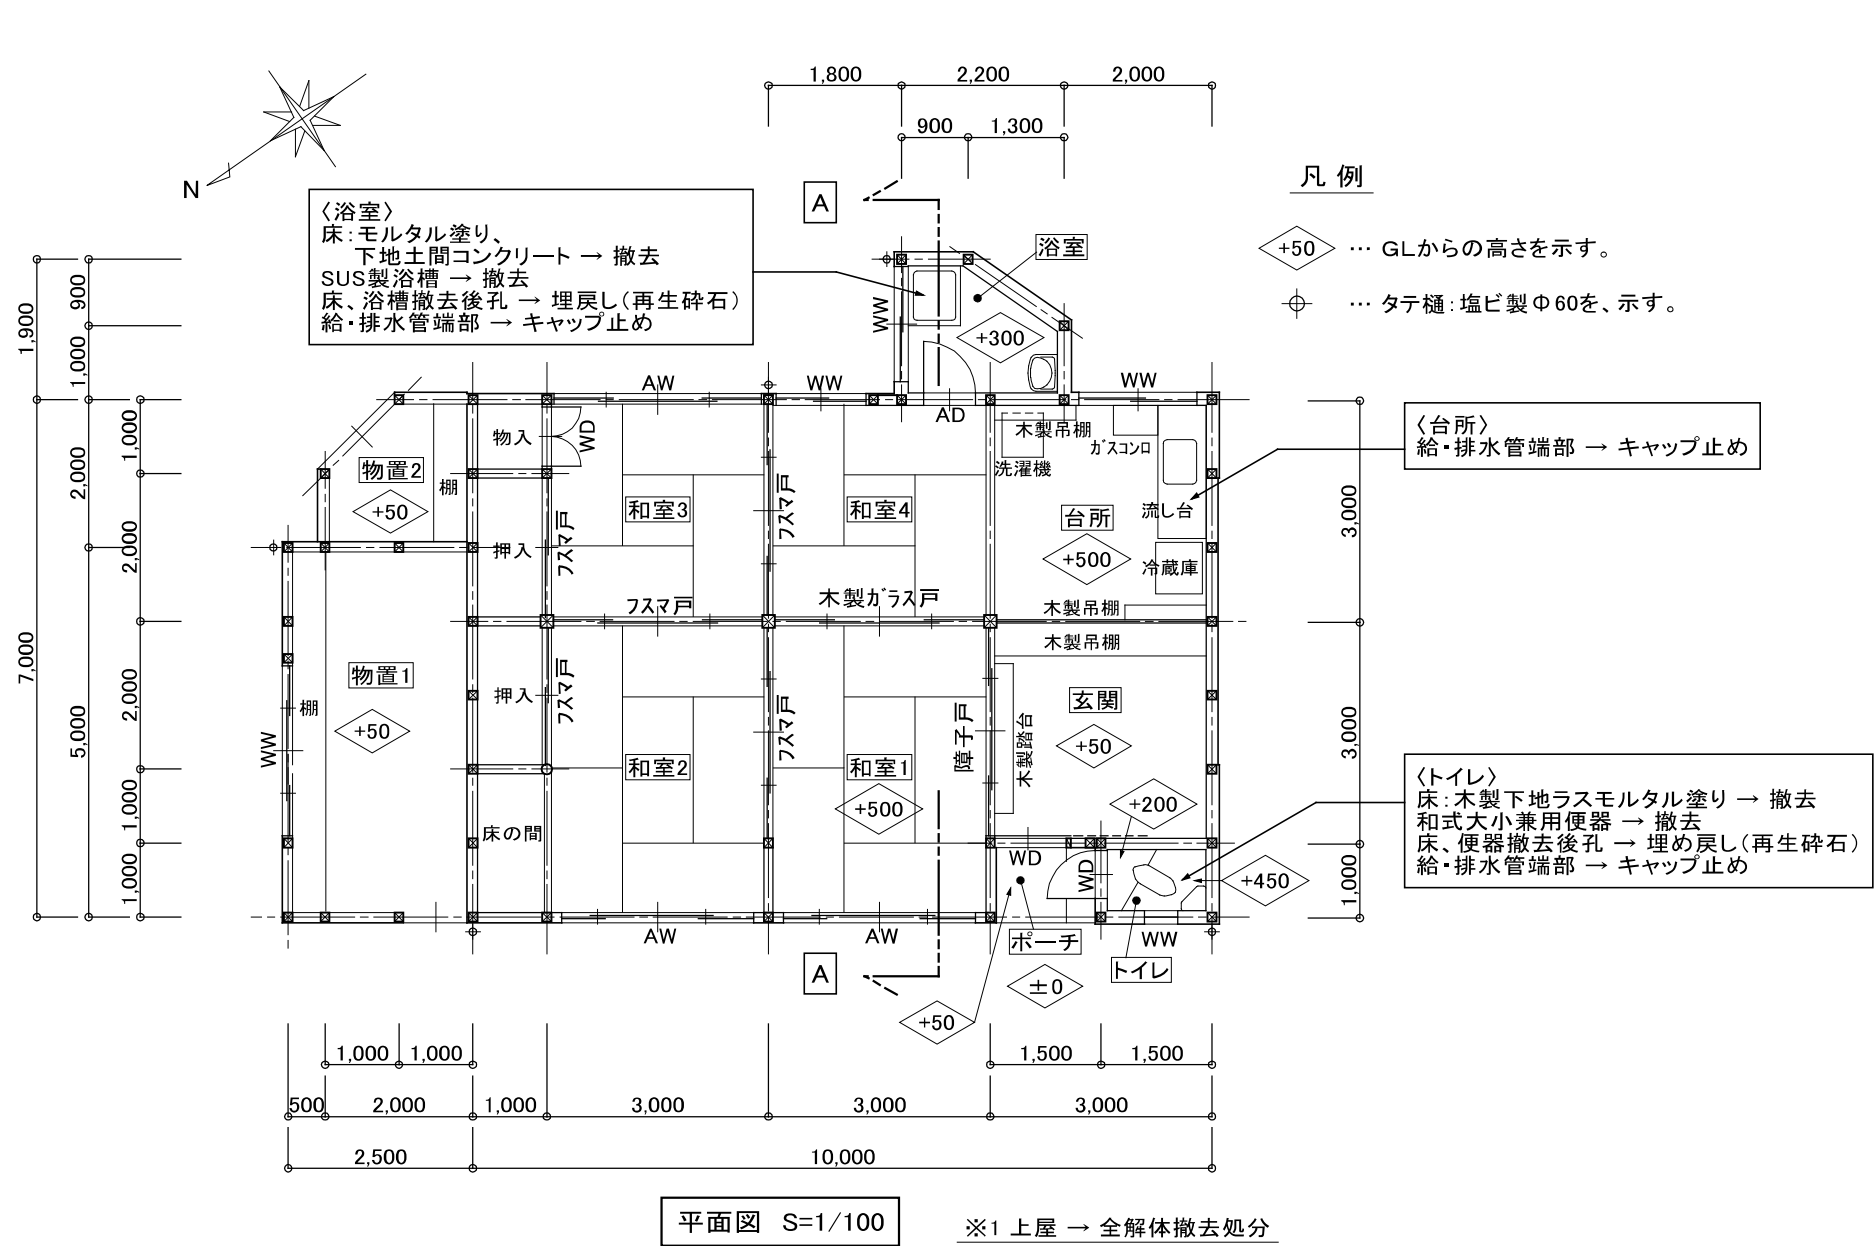 1,800
2,200
2,000
900
1,300
N
A
凡 例
+50 … GLからの高さを示す。
… タテ樋：塩ビ製Φ60を、示す。
〈浴室〉
床：モルタル塗り、
下地土間コンクリート → 撤去
SUS製浴槽 → 撤去
床、浴槽撤去後孔 → 埋戻し（再生砕石）
給・排水管端部 → キャップ止め
浴室
WW
+300
1,900
900
1,000
7,000
2,000
5,000
1,000
2,000
2,000
1,000
1,000
AW
WW
AD
WW
物入
WD
物置2
棚
+50
押入
フスマ戸
和室3
フスマ戸
和室4
木製吊棚
洗濯機
ガスコンロ
流し台
台所
+500
冷蔵庫
木製吊棚
フスマ戸
木製ガラス戸
木製吊棚
〈台所〉
給・排水管端部 → キャップ止め
3,000
3,000
1,000
物置1
棚
+50
WW
押入
フスマ戸
和室2
フスマ戸
和室1
+500
障子戸
木製踏台
玄関
+50
+200
床の間
WD
WD
+450
〈トイレ〉
床：木製下地ラスモルタル塗り → 撤去
和式大小兼用便器 → 撤去
床、便器撤去後孔 → 埋め戻し（再生砕石）
給・排水管端部 → キャップ止め
AW
AW
WW
ポーチ
トイレ
A
±0
+50
1,000
1,000
1,500
1,500
500
2,000
1,000
3,000
3,000
3,000
2,500
10,000
平面図 S=1/100
※1 上屋 → 全解体撤去処分